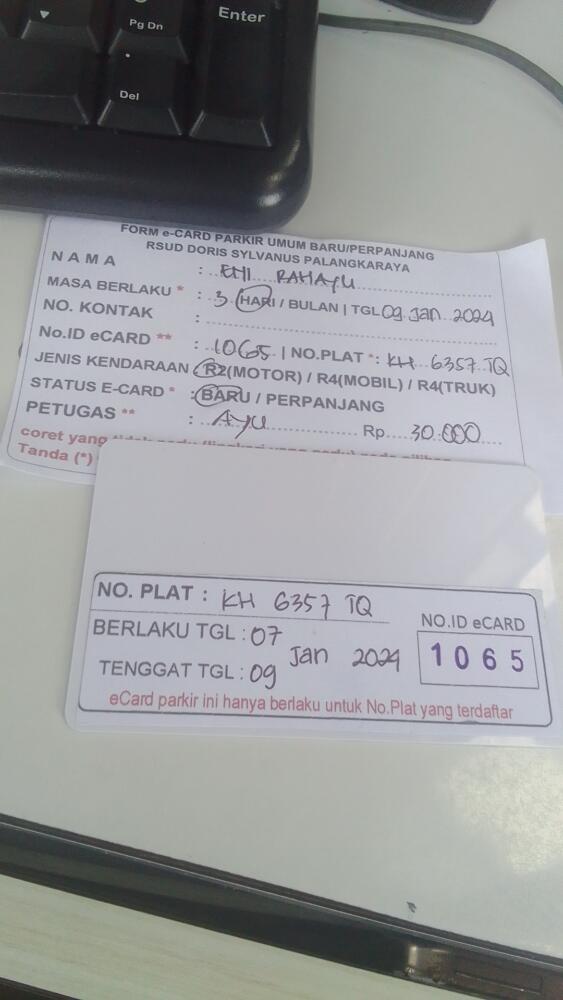 Pg Dn
Enter
Del
FORM e-CARD PARKIR UMUM BARU/PERPANJANG
RSUD DORIS SYLVANUS PALANGKARAYA
NAMA : RAHAYU
MASA BERLAKU * : 3 HARI / BULAN | TGL 09 Jan 2024
NO. KONTAK :
No.ID eCARD ** : 1065 | NO.PLAT * : KH 6357 TQ
JENIS KENDARAAN : R2(MOTOR) / R4(MOBIL) / R4(TRUK)
STATUS E-CARD * : BARU / PERPANJANG
PETUGAS ** : Ayu Rp 30.000
coret yang
Tanda (*)
NO. PLAT : KH 6357 TQ
BERLAKU TGL : 07
Jan 2024
TENGGAT TGL : 09
NO.ID eCARD
1065
eCard parkir ini hanya berlaku untuk No.Plat yang terdaftar